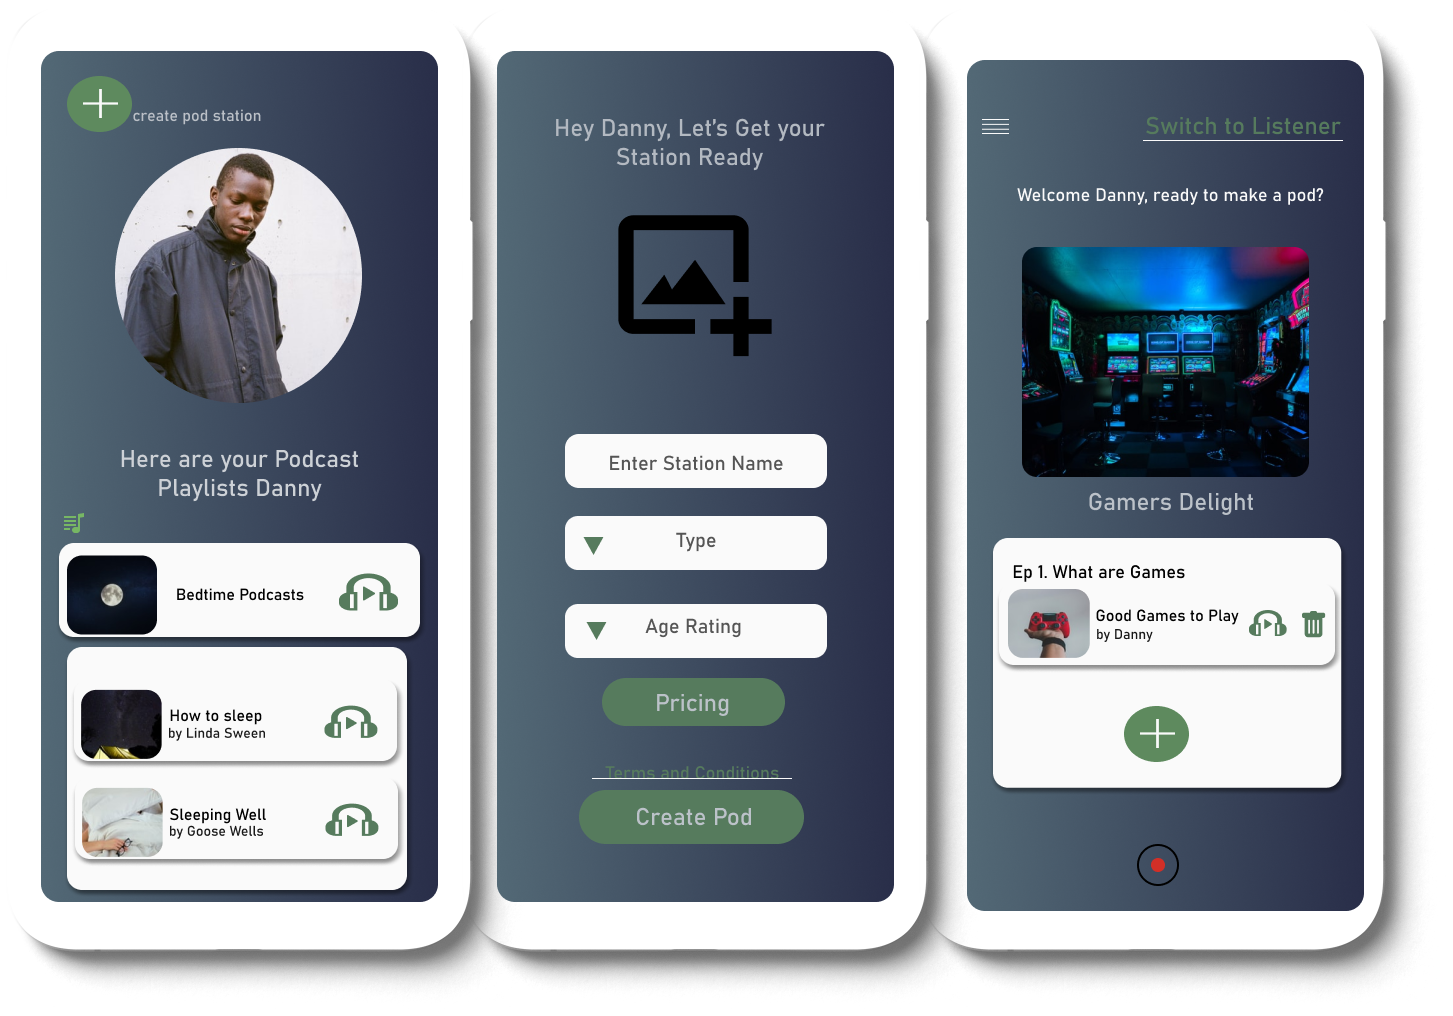 create pod station
Here are your Podcast
Playlists Danny
Bedtime Podcasts
How to sleep
by Linda Sween
Sleeping Well
by Goose Wells
Hey Danny, Let's Get your
Station Ready
Enter Station Name
Type
Age Rating
Pricing
Terms and Conditions
Create Pod
Switch to Listener
Welcome Danny, ready to make a pod?
Gamers Delight
Ep 1. What are Games
Good Games to Play
by Danny